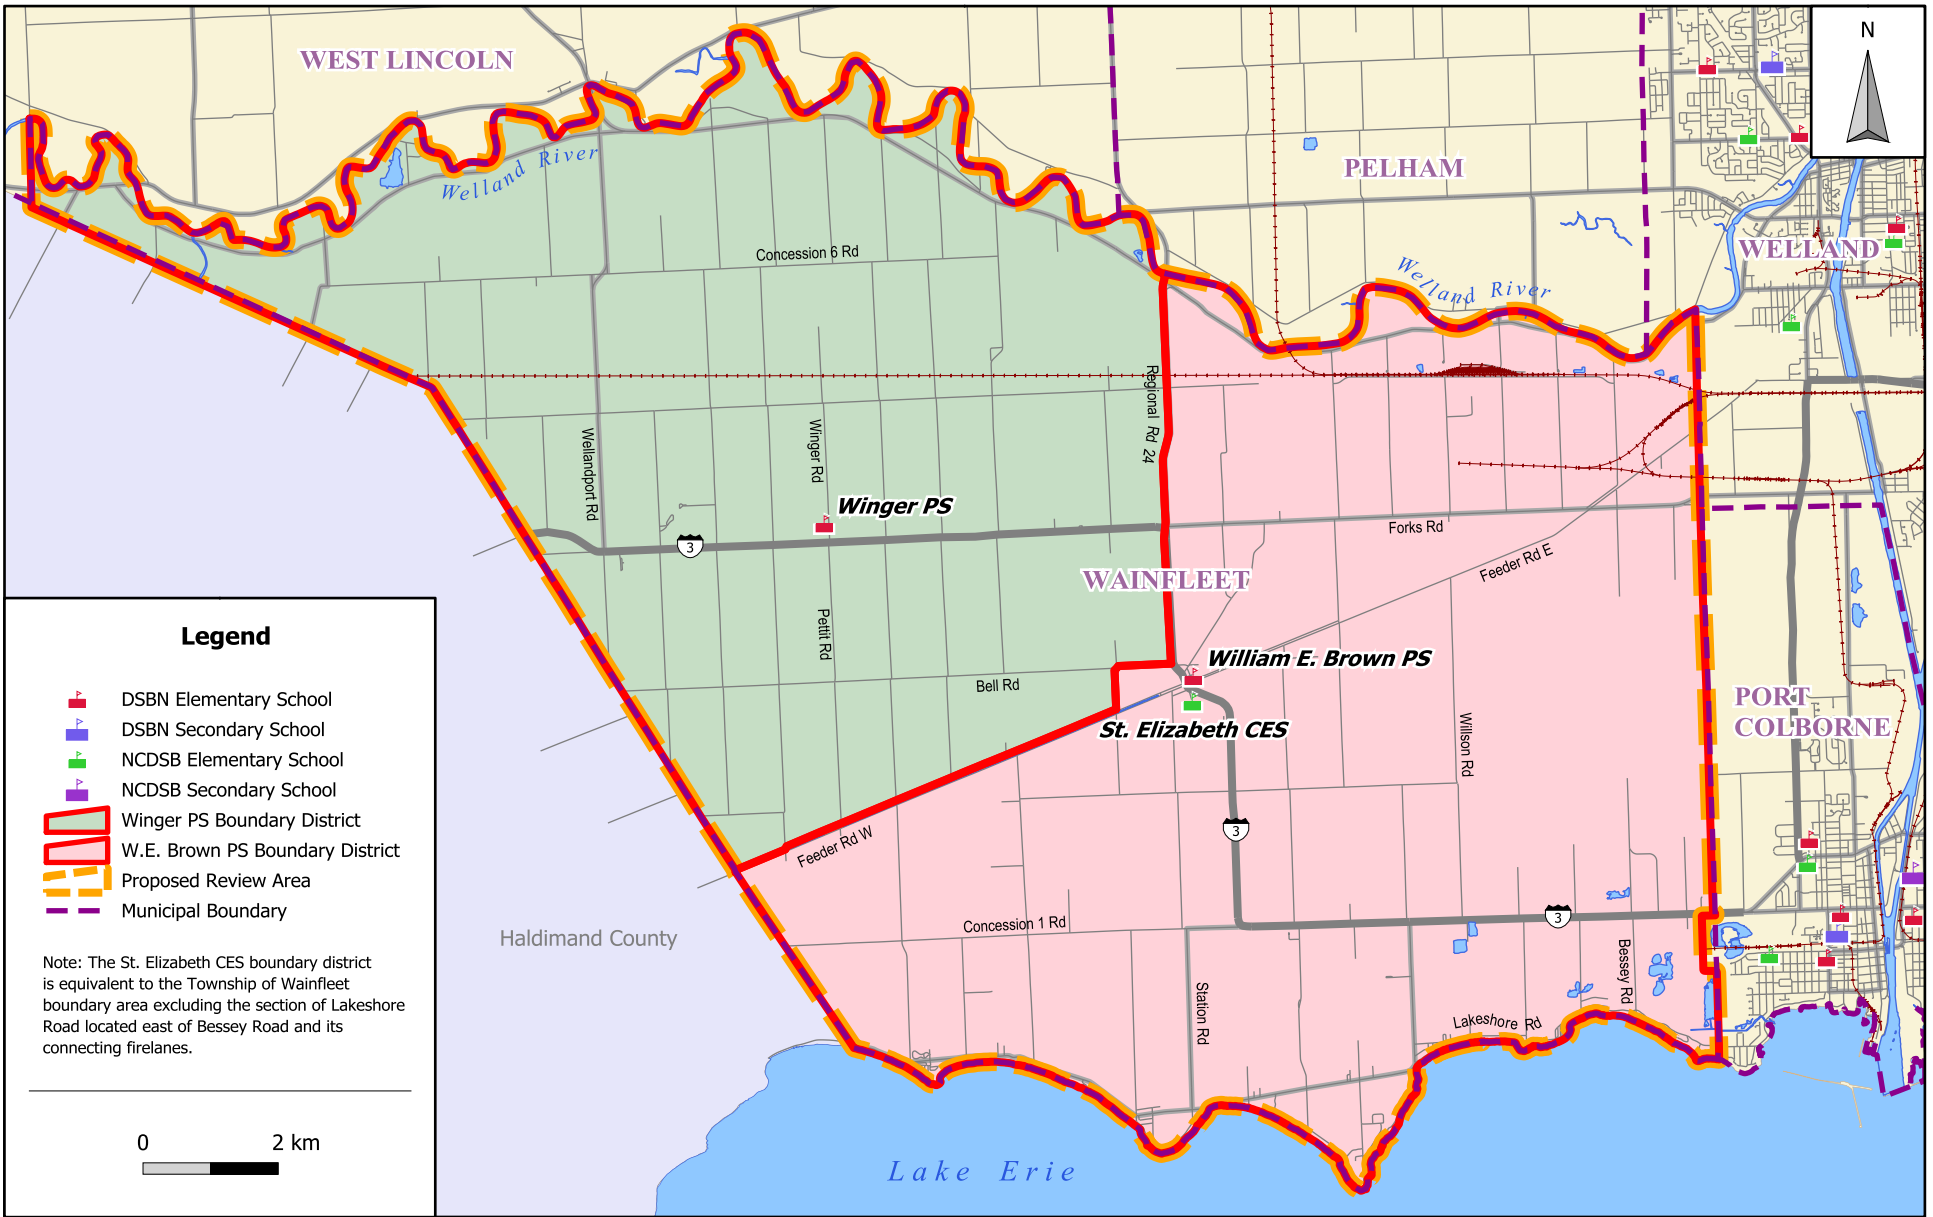 WEST LINCOLN
N
PELHAM
Welland River
WELLAND
Concession 6 Rd
Welland River
Regional Rd 24
Wellandport Rd
Winger Rd
Winger PS
3
Forks Rd
Feeder Rd E
WAINFLEET
Pettit Rd
William E. Brown PS
Bell Rd
St. Elizabeth CES
Willson Rd
PORT
COLBORNE
3
Feeder Rd W
Concession 1 Rd
3
Haldimand County
Bessey Rd
Station Rd
Lakeshore Rd
Lake Erie
Legend
DSBN Elementary School
DSBN Secondary School
NCDSB Elementary School
NCDSB Secondary School
Winger PS Boundary District
W.E. Brown PS Boundary District
Proposed Review Area
Municipal Boundary
Note: The St. Elizabeth CES boundary district
is equivalent to the Township of Wainfleet
boundary area excluding the section of Lakeshore
Road located east of Bessey Road and its
connecting firelanes.
0 2 km